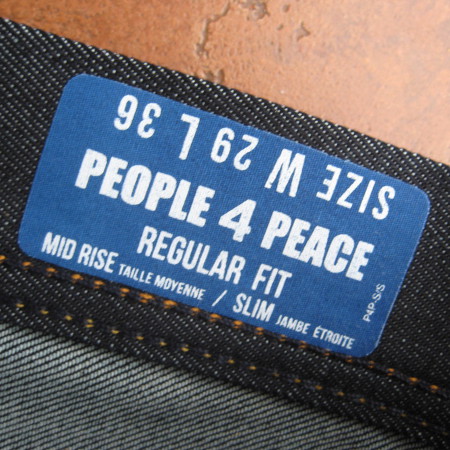 SIZE W 29 L 36
PEOPLE 4 PEACE
REGULAR FIT
MID RISE TAILLE MOYENNE / SLIM JAMBE ÉTROITE
P4P-S/S